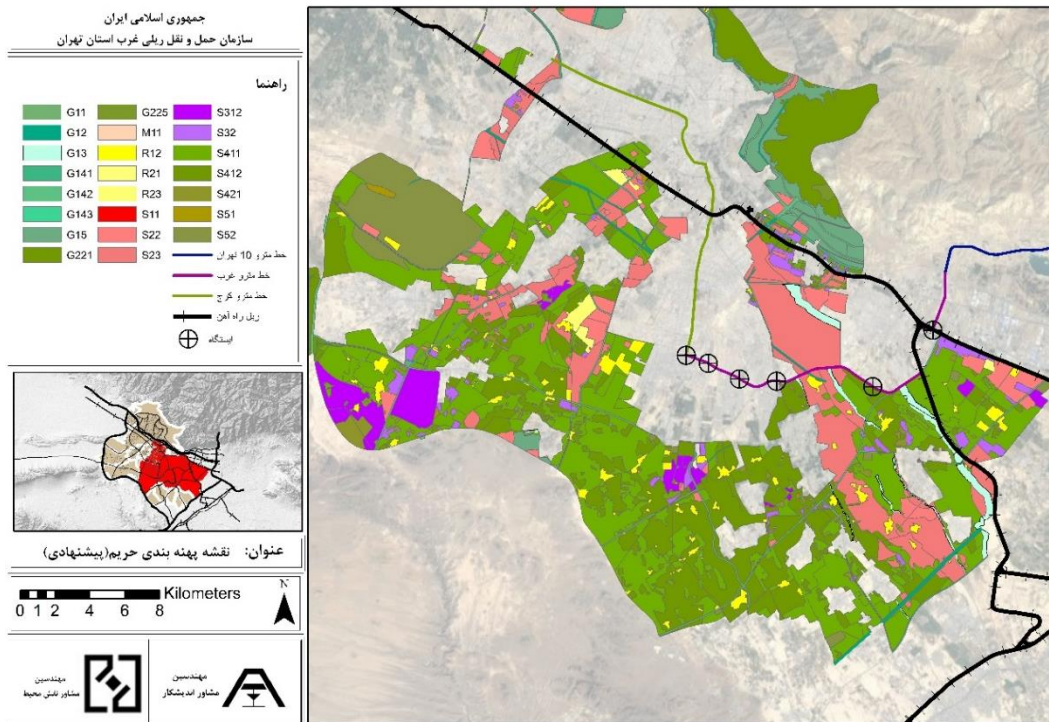 جمهوری اسلامی ایران
سازمان حمل و نقل ریلی غرب استان تهران
راهنما
G11
G12
G13
G141
G142
G143
G15
G221
G225
M11
R12
R21
R23
S11
S22
S23
S312
S32
S411
S412
S421
S51
S52
خط مترو 10 تهران
خط مترو غرب
خط مترو کرج
ریل راه آهن
ایستگاه
عنوان: نقشه پهنه بندی حریم(پیشنهادی)
0 1 2 4 6 8 Kilometers
N
مهندسین
مشاور نقش محیط
مهندسین
مشاور اندیشکار